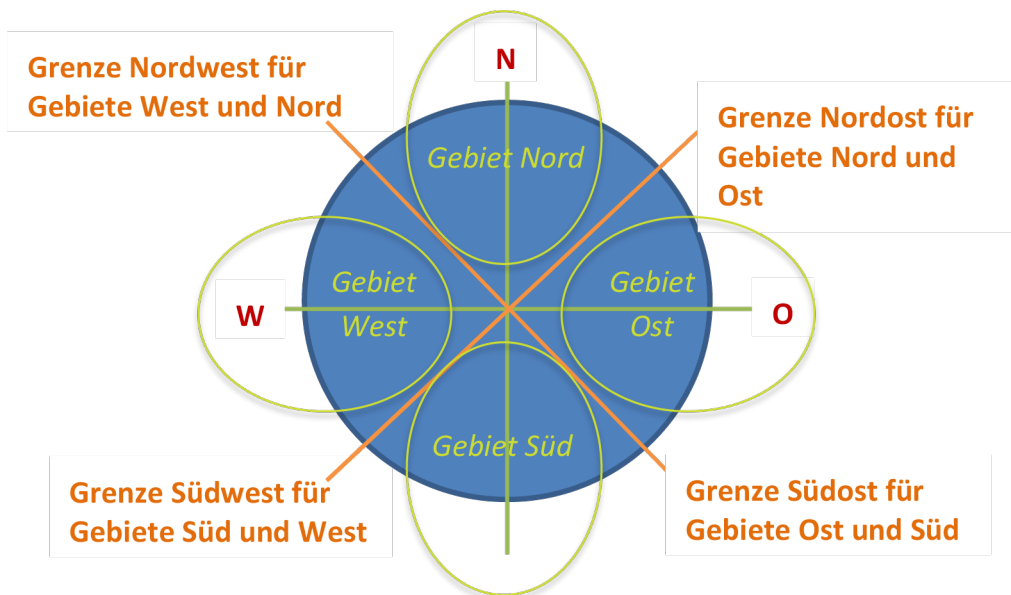 N
Grenze Nordwest für
Gebiete West und Nord
Grenze Nordost für
Gebiete Nord und
Ost
Gebiet Nord
Gebiet
West
Gebiet
Ost
W
O
Gebiet Süd
Grenze Südwest für
Gebiete Süd und West
Grenze Südost für
Gebiete Ost und Süd